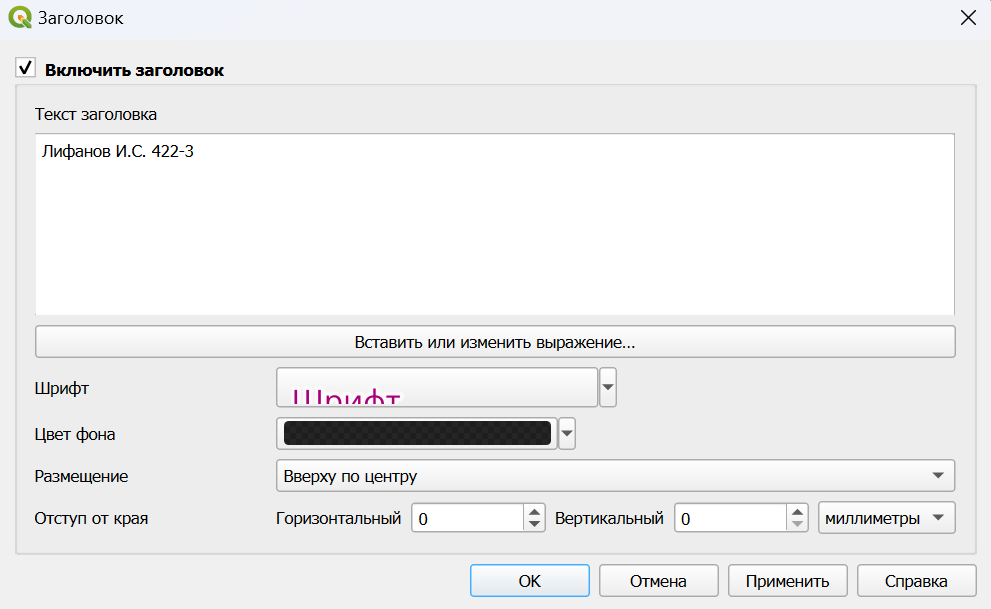 Заголовок
Включить заголовок
Текст заголовка
Лифанов И.С. 422-3
Вставить или изменить выражение...
Шрифт Шрифт
Цвет фона
Размещение Вверху по центру
Отступ от края Горизонтальный 0 Вертикальный 0 миллиметры
OK Отмена Применить Справка